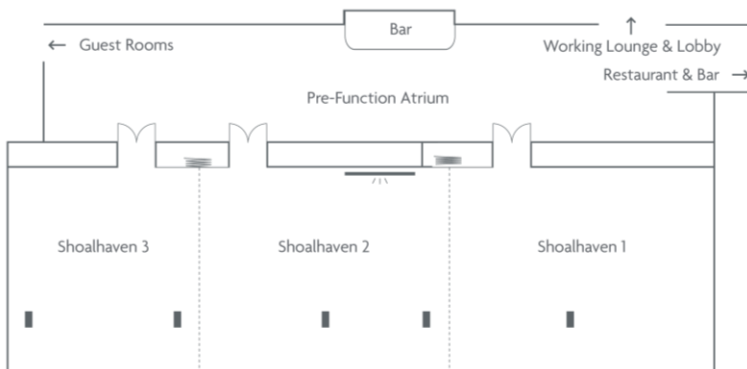 Bar
← Guest Rooms
↑
Working Lounge & Lobby
Restaurant & Bar →
Pre-Function Atrium
Shoalhaven 3
Shoalhaven 2
Shoalhaven 1